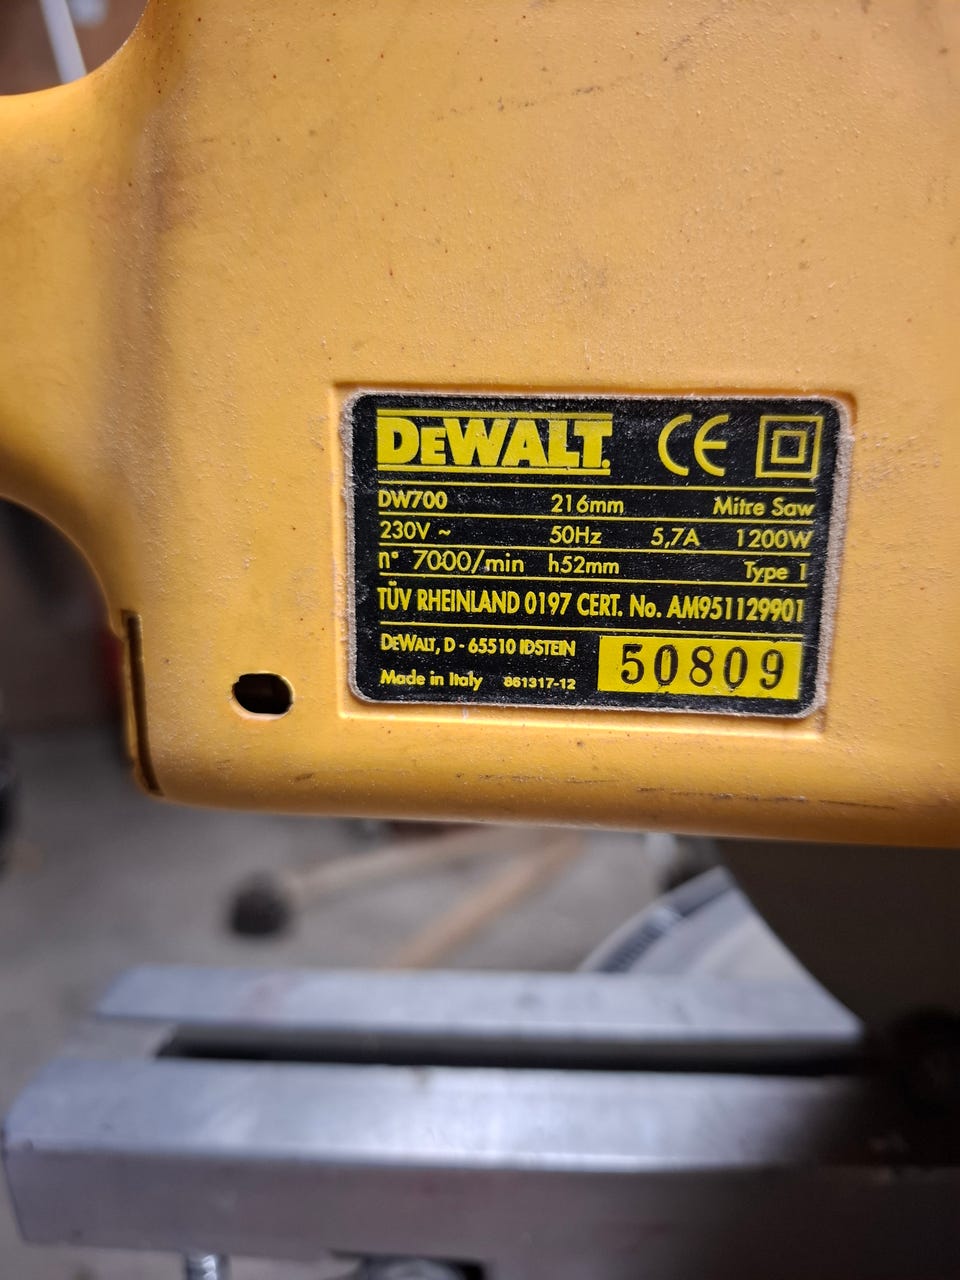 DEWALT. CE
DW700 216mm Mitre Saw
230V ~ 50Hz 5,7A 1200W
n° 7000/min h52mm Type 1
TÜV RHEINLAND 0197 CERT. No. AM951129901
DEWALT, D - 65510 IDSTEIN
50809
Made in Italy 861317-12